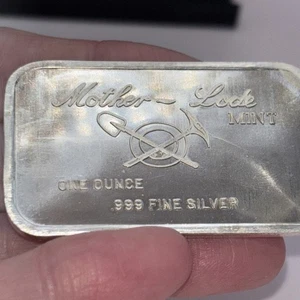 Mother – Lode
MINT
ONE OUNCE
.999 FINE SILVER